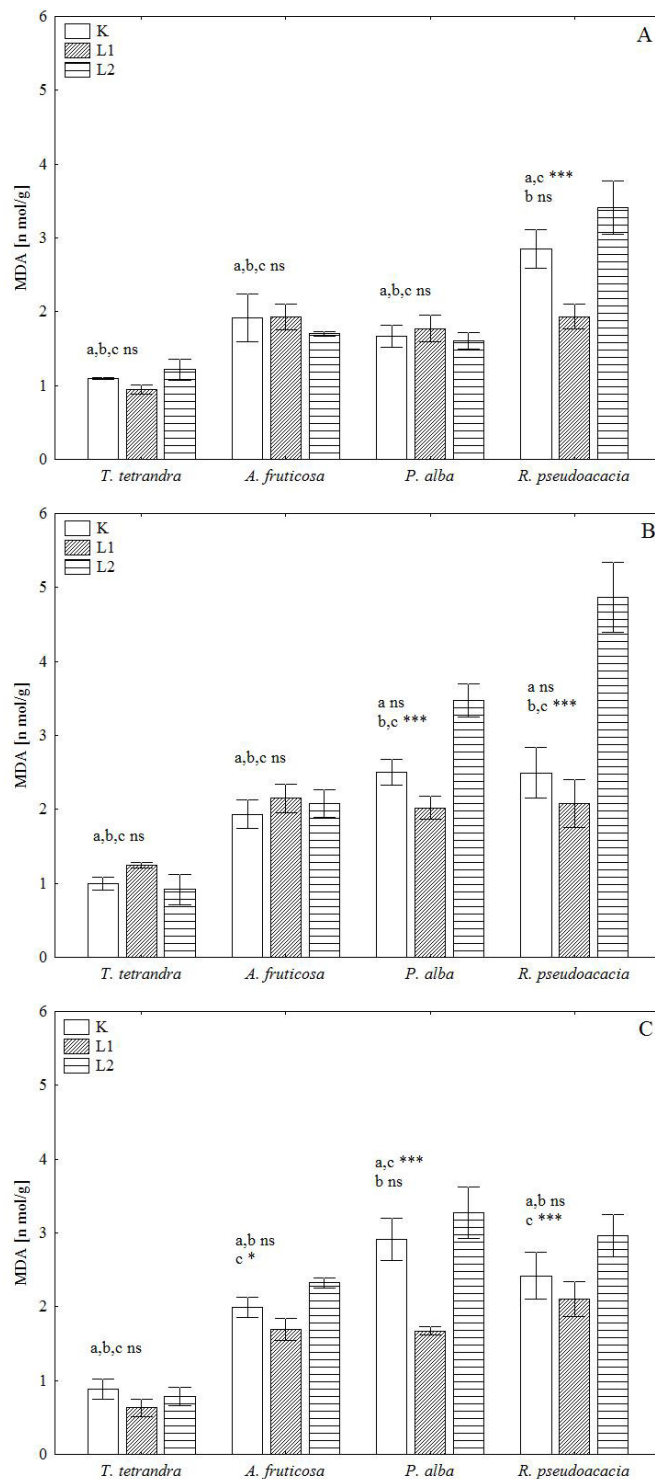 A
K
L1
L2
6
5
4
3
2
1
0
MDA [n mol/g]
a,b,c ns
a,b,c ns
a,b,c ns
a,c ***
b ns
T. tetrandra
A. fruticosa
P. alba
R. pseudoacacia
B
K
L1
L2
6
5
4
3
2
1
0
MDA [n mol/g]
a,b,c ns
a,b,c ns
a ns
b,c ***
a ns
b,c ***
T. tetrandra
A. fruticosa
P. alba
R. pseudoacacia
C
K
L1
L2
6
5
4
3
2
1
0
MDA [n mol/g]
a,b,c ns
a,b ns
c *
a,c ***
b ns
a,b ns
c ***
T. tetrandra
A. fruticosa
P. alba
R. pseudoacacia